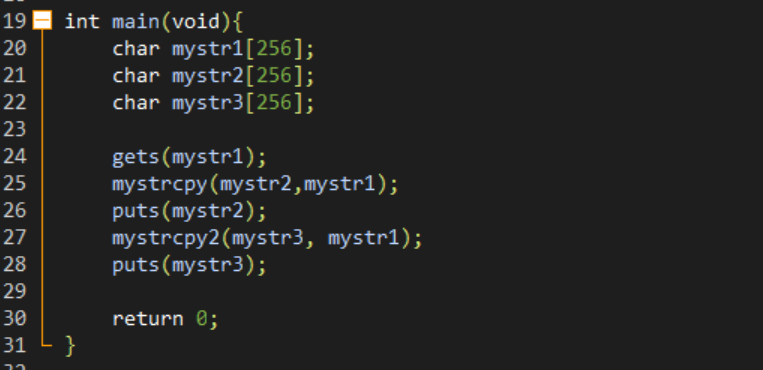 19 int main(void){
20     char mystr1[256];
21     char mystr2[256];
22     char mystr3[256];
23
24     gets(mystr1);
25     mystrcpy(mystr2,mystr1);
26     puts(mystr2);
27     mystrcpy2(mystr3, mystr1);
28     puts(mystr3);
29
30     return 0;
31 }